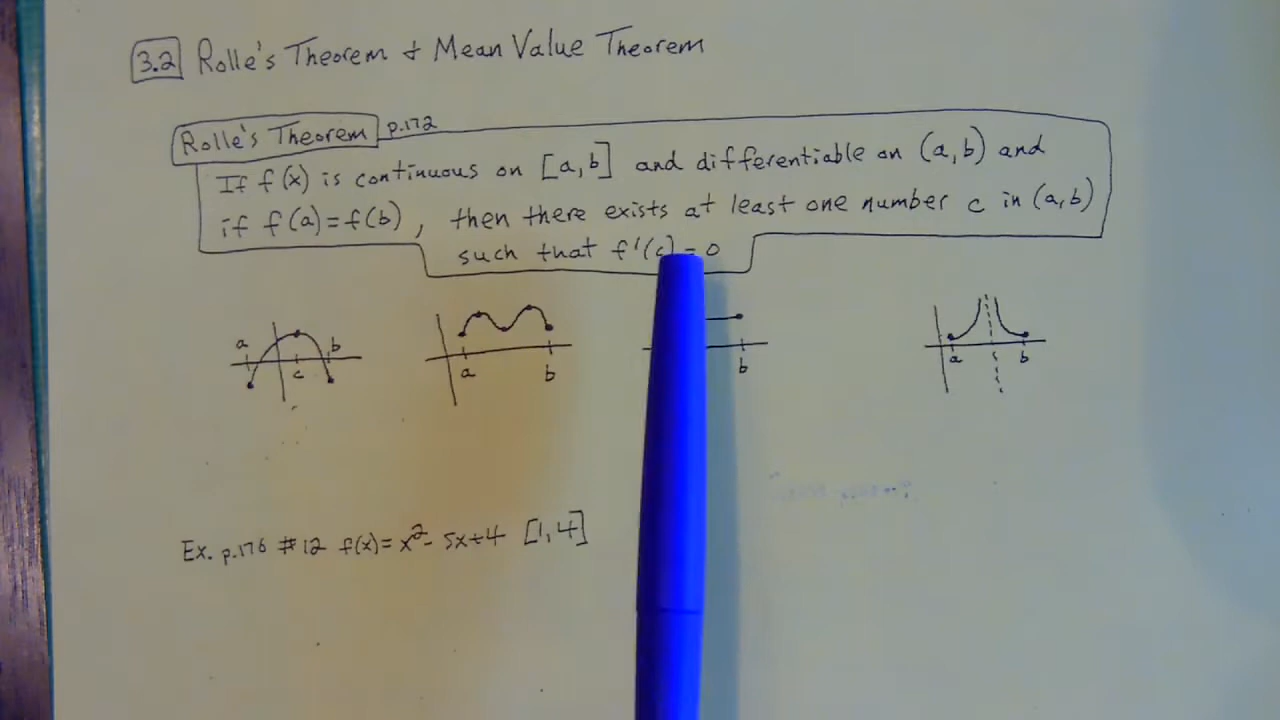 3.2 Rolle's Theorem & Mean Value Theorem
Rolle's Theorem p.172
If f(x) is continuous on [a,b] and differentiable on (a,b) and
if f(a)=f(b), then there exists at least one number c in (a,b)
such that f'(c)=0
a b
c
a b
b
a b
Ex. p.176 #12 f(x)=x²-5x+4 [1,4]